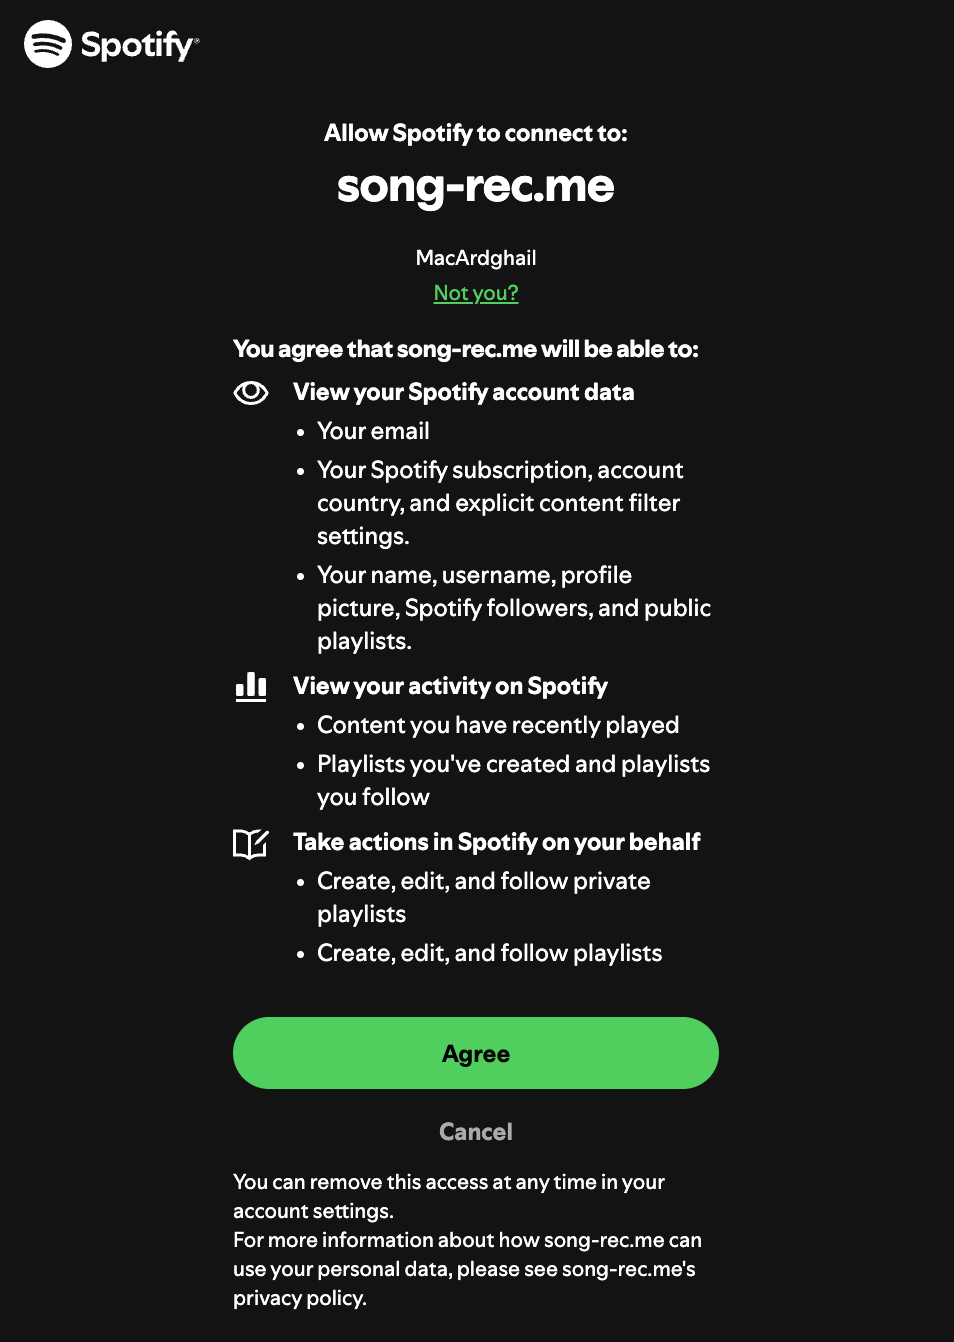 Spotify®
Allow Spotify to connect to:
song-rec.me
MacArdghail
Not you?
You agree that song-rec.me will be able to:
View your Spotify account data
• Your email
• Your Spotify subscription, account
country, and explicit content filter
settings.
• Your name, username, profile
picture, Spotify followers, and public
playlists.
View your activity on Spotify
• Content you have recently played
• Playlists you've created and playlists
you follow
Take actions in Spotify on your behalf
• Create, edit, and follow private
playlists
• Create, edit, and follow playlists
Agree
Cancel
You can remove this access at any time in your
account settings.
For more information about how song-rec.me can
use your personal data, please see song-rec.me's
privacy policy.